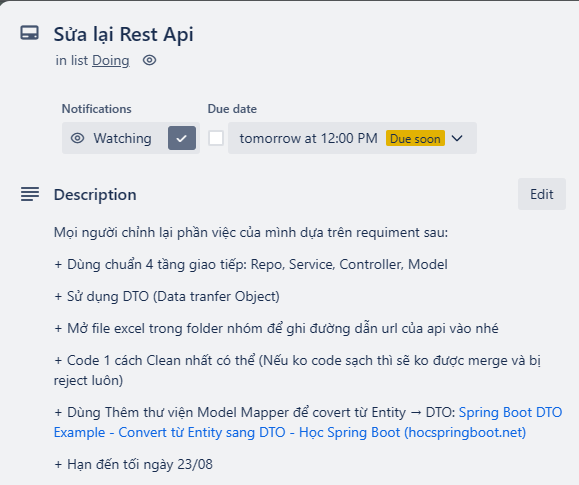 Sửa lại Rest Api
in list Doing
Notifications
Due date
Watching
tomorrow at 12:00 PM Due soon
Description
Edit
Mọi người chỉnh lại phần việc của mình dựa trên requiment sau:
+ Dùng chuẩn 4 tầng giao tiếp: Repo, Service, Controller, Model
+ Sử dụng DTO (Data tranfer Object)
+ Mở file excel trong folder nhóm để ghi đường dẫn url của api vào nhé
+ Code 1 cách Clean nhất có thể (Nếu ko code sạch thì sẽ ko được merge và bị
reject luôn)
+ Dùng Thêm thư viện Model Mapper để covert từ Entity → DTO: Spring Boot DTO
Example - Convert từ Entity sang DTO - Học Spring Boot (hocspringboot.net)
+ Hạn đến tối ngày 23/08